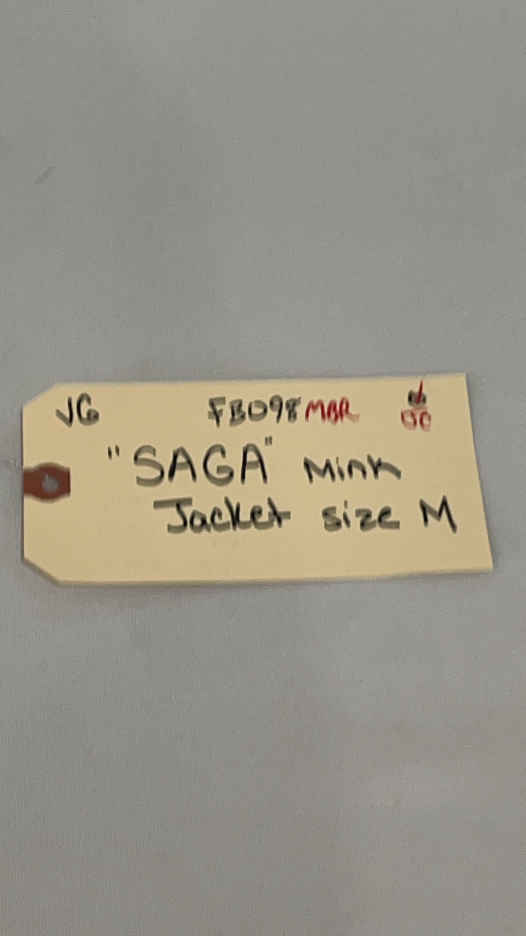 VG FB098 MBR
"SAGA" Mink
Jacket size M